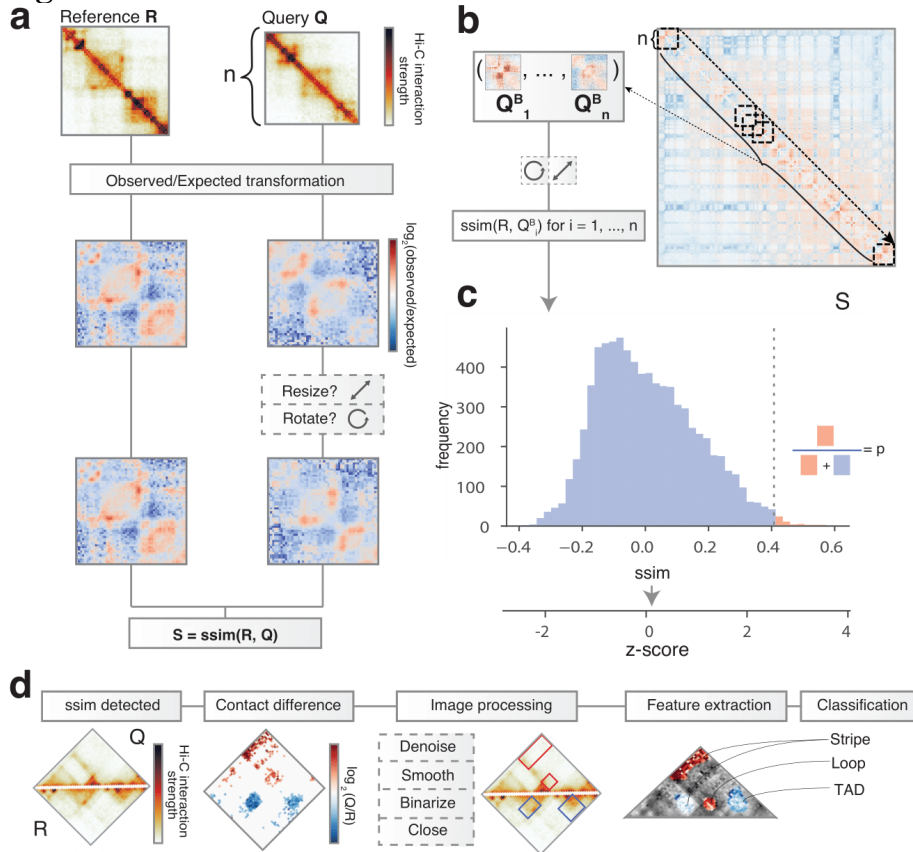 a
Reference R
Query Q
n
Hi-C interaction
strength
Observed/Expected transformation
log2(observed/expected)
Resize?
Rotate?
S = ssim(R, Q)
b
n
( , ... , )
Q^B_1
Q^B_n
ssim(R, Q^B_i) for i = 1, ..., n
c
S
frequency
400
300
200
100
0
−0.4 −0.2 0.0 0.2 0.4 0.6
ssim
+
= p
-2 0 2 4
z-score
d
ssim detected
Contact difference
Image processing
Feature extraction
Classification
Q
R
Hi-C interaction
strength
log2 (Q/R)
Denoise
Smooth
Binarize
Close
Stripe
Loop
TAD